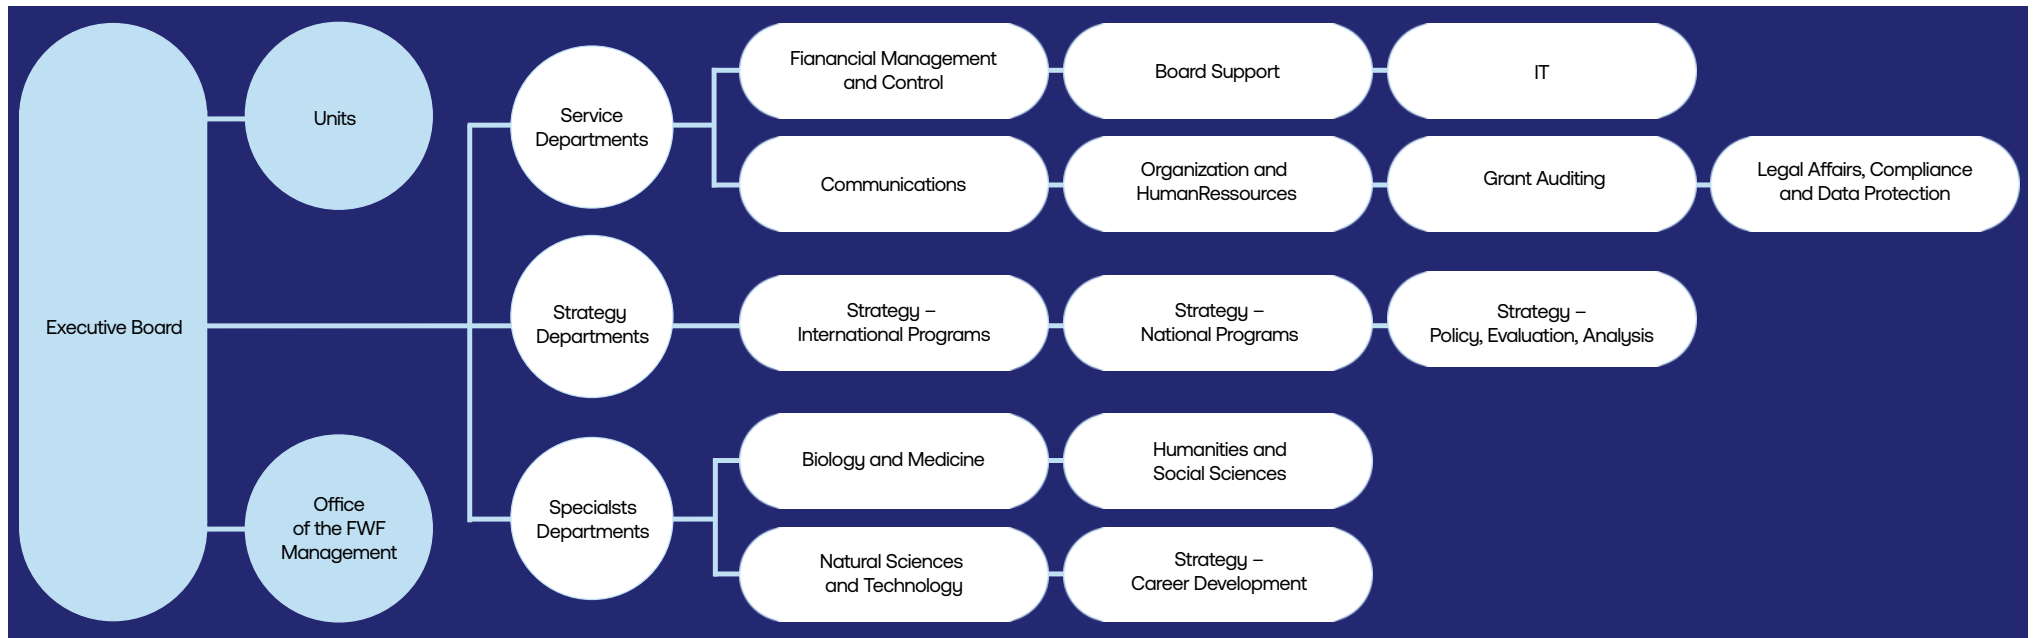 Executive Board
Units
Office
of the FWF
Management
Service
Departments
Fianancial Management
and Control
Board Support
IT
Communications
Organization and
HumanRessources
Grant Auditing
Legal Affairs, Compliance
and Data Protection
Strategy
Departments
Strategy –
International Programs
Strategy –
National Programs
Strategy –
Policy, Evaluation, Analysis
Specialsts
Departments
Biology and Medicine
Humanities and
Social Sciences
Natural Sciences
and Technology
Strategy –
Career Development